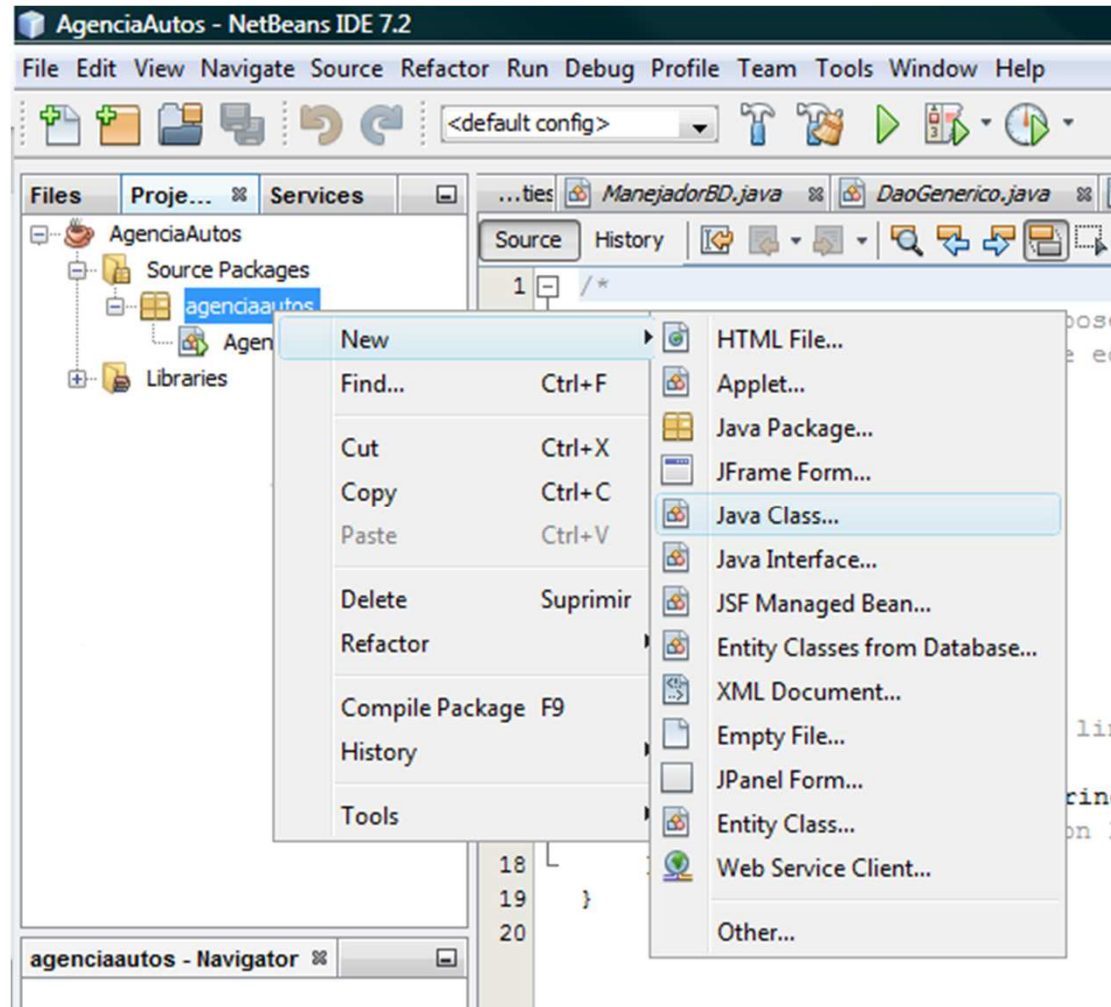 AgenciaAutos - NetBeans IDE 7.2
File Edit View Navigate Source Refactor Run Debug Profile Team Tools Window Help
<default config>
Files Proje... Services
...ties ManejadorBD.java DaoGenerico.java
Source History
AgenciaAutos
Source Packages
agenciaautos
Agen
Libraries
1 /*
New
Find... Ctrl+F
Cut Ctrl+X
Copy Ctrl+C
Paste Ctrl+V
Delete Suprimir
Refactor
Compile Package F9
History
Tools
HTML File...
Applet...
Java Package...
JFrame Form...
Java Class...
Java Interface...
JSF Managed Bean...
Entity Classes from Database...
XML Document...
Empty File...
JPanel Form...
Entity Class...
Web Service Client...
Other...
18
19 }
20
agenciaautos - Navigator